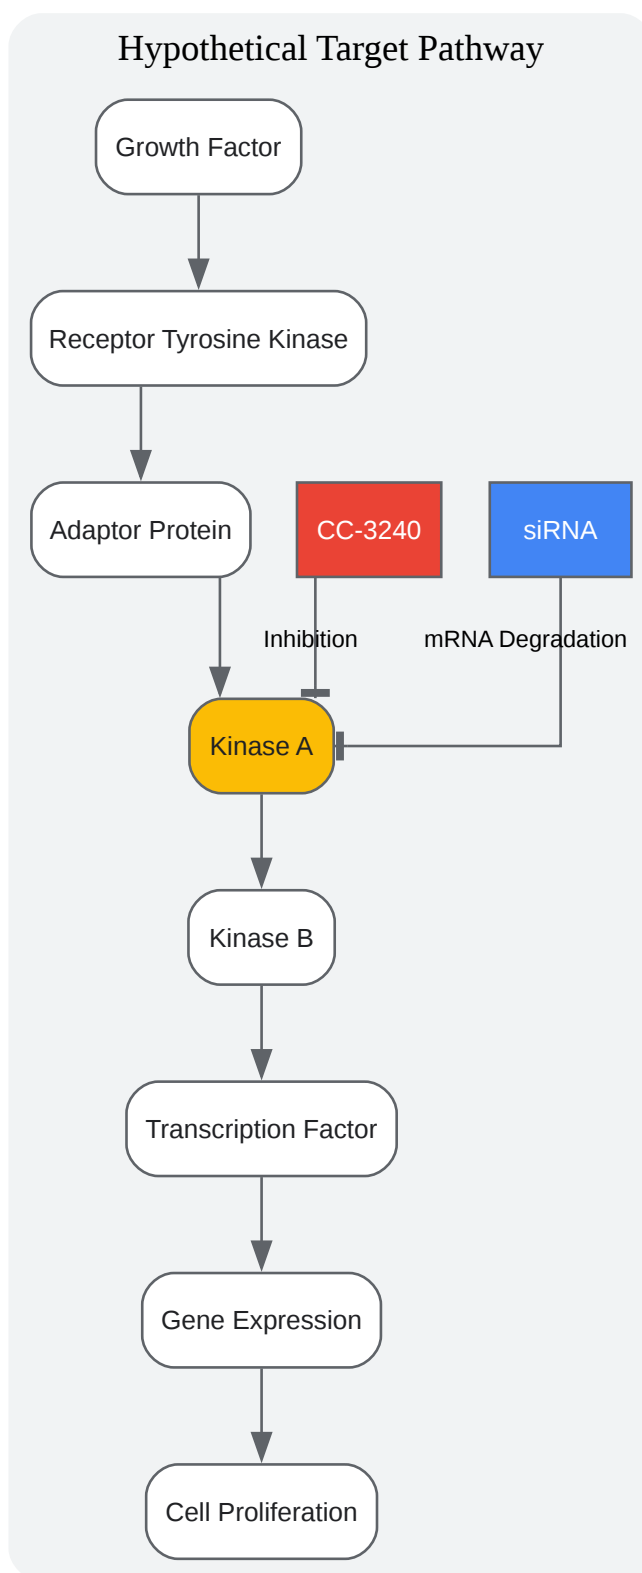 Hypothetical Target Pathway
Growth Factor
Receptor Tyrosine Kinase
Adaptor Protein
CC-3240
siRNA
Inhibition
mRNA Degradation
Kinase A
Kinase B
Transcription Factor
Gene Expression
Cell Proliferation